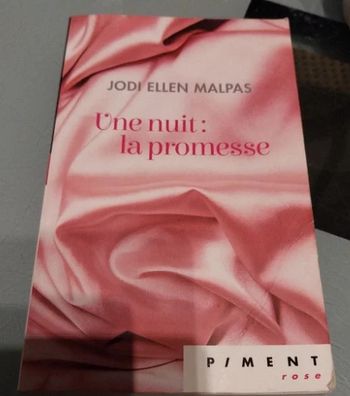 JODI ELLEN MALPAS
Une nuit :
la promesse
PIMENT
rose